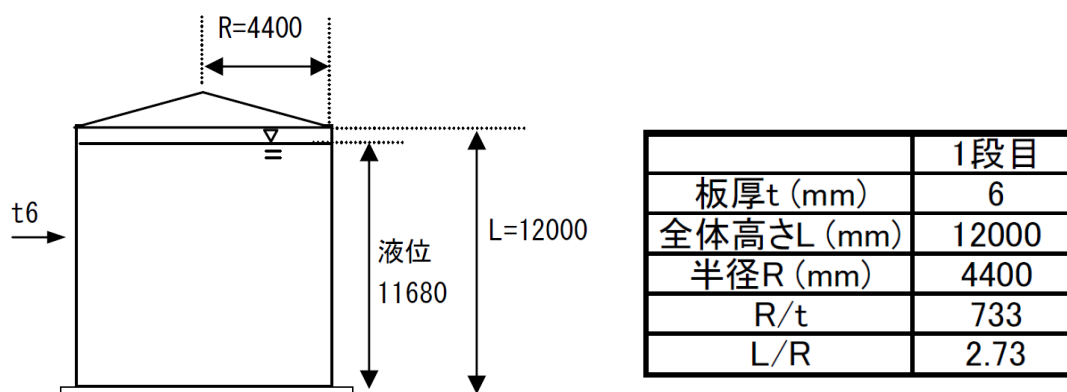 R=4400
t6
液位
11680
L=12000
1段目
板厚t (mm) 6
全体高さL (mm) 12000
半径R (mm) 4400
R/t 733
L/R 2.73